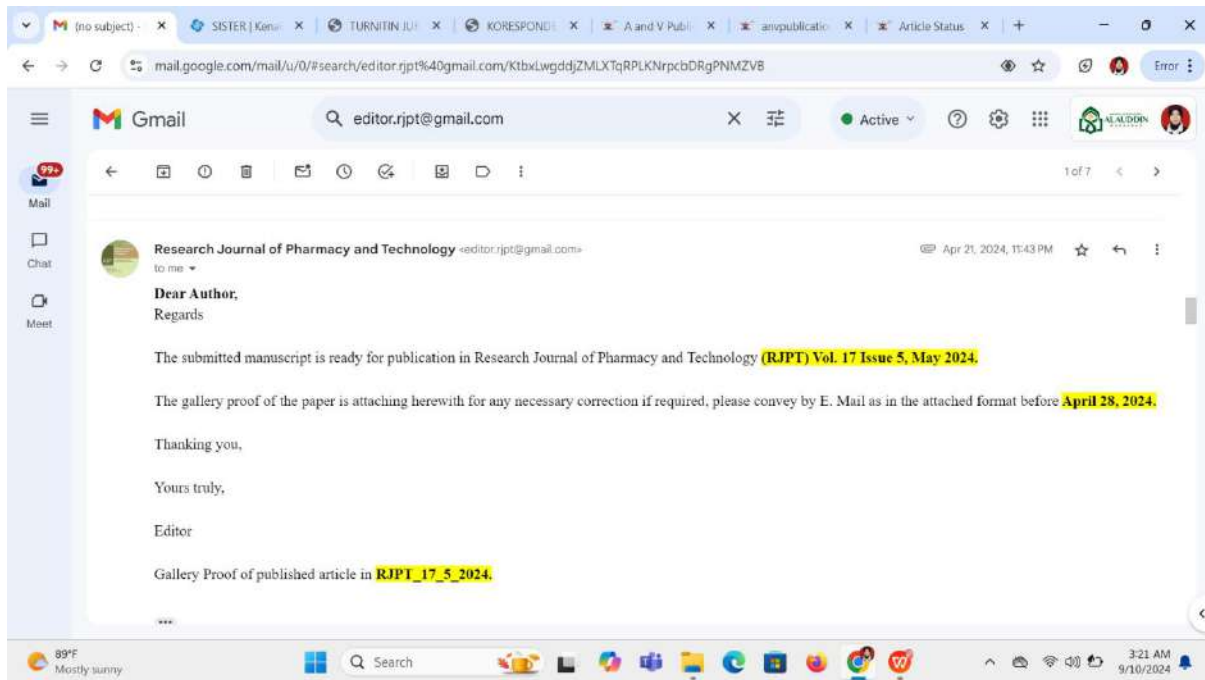 (no subject) -
SISTER | Kena
TURNITIN JU
KORESPOND
A and V Publ
anvpublicatio
Article Status
mail.google.com/mail/u/0/#search/editor.rjpt%40gmail.com/KtbxLwgddjZMLXTqRPLKNrpcbDRgPNMZVB
Error
Gmail
editor.rjpt@gmail.com
Active
ALAUDDIN
99+
Mail
Chat
Meet
1 of 7
Research Journal of Pharmacy and Technology <editor.rjpt@gmail.com>
Apr 21, 2024, 11:43 PM
to me
Dear Author,
Regards
The submitted manuscript is ready for publication in Research Journal of Pharmacy and Technology (RJPT) Vol. 17 Issue 5, May 2024.
The gallery proof of the paper is attaching herewith for any necessary correction if required, please convey by E. Mail as in the attached format before April 28, 2024.
Thanking you,
Yours truly,
Editor
Gallery Proof of published article in RJPT_17_5_2024.
89°F
Mostly sunny
Search
3:21 AM
9/10/2024